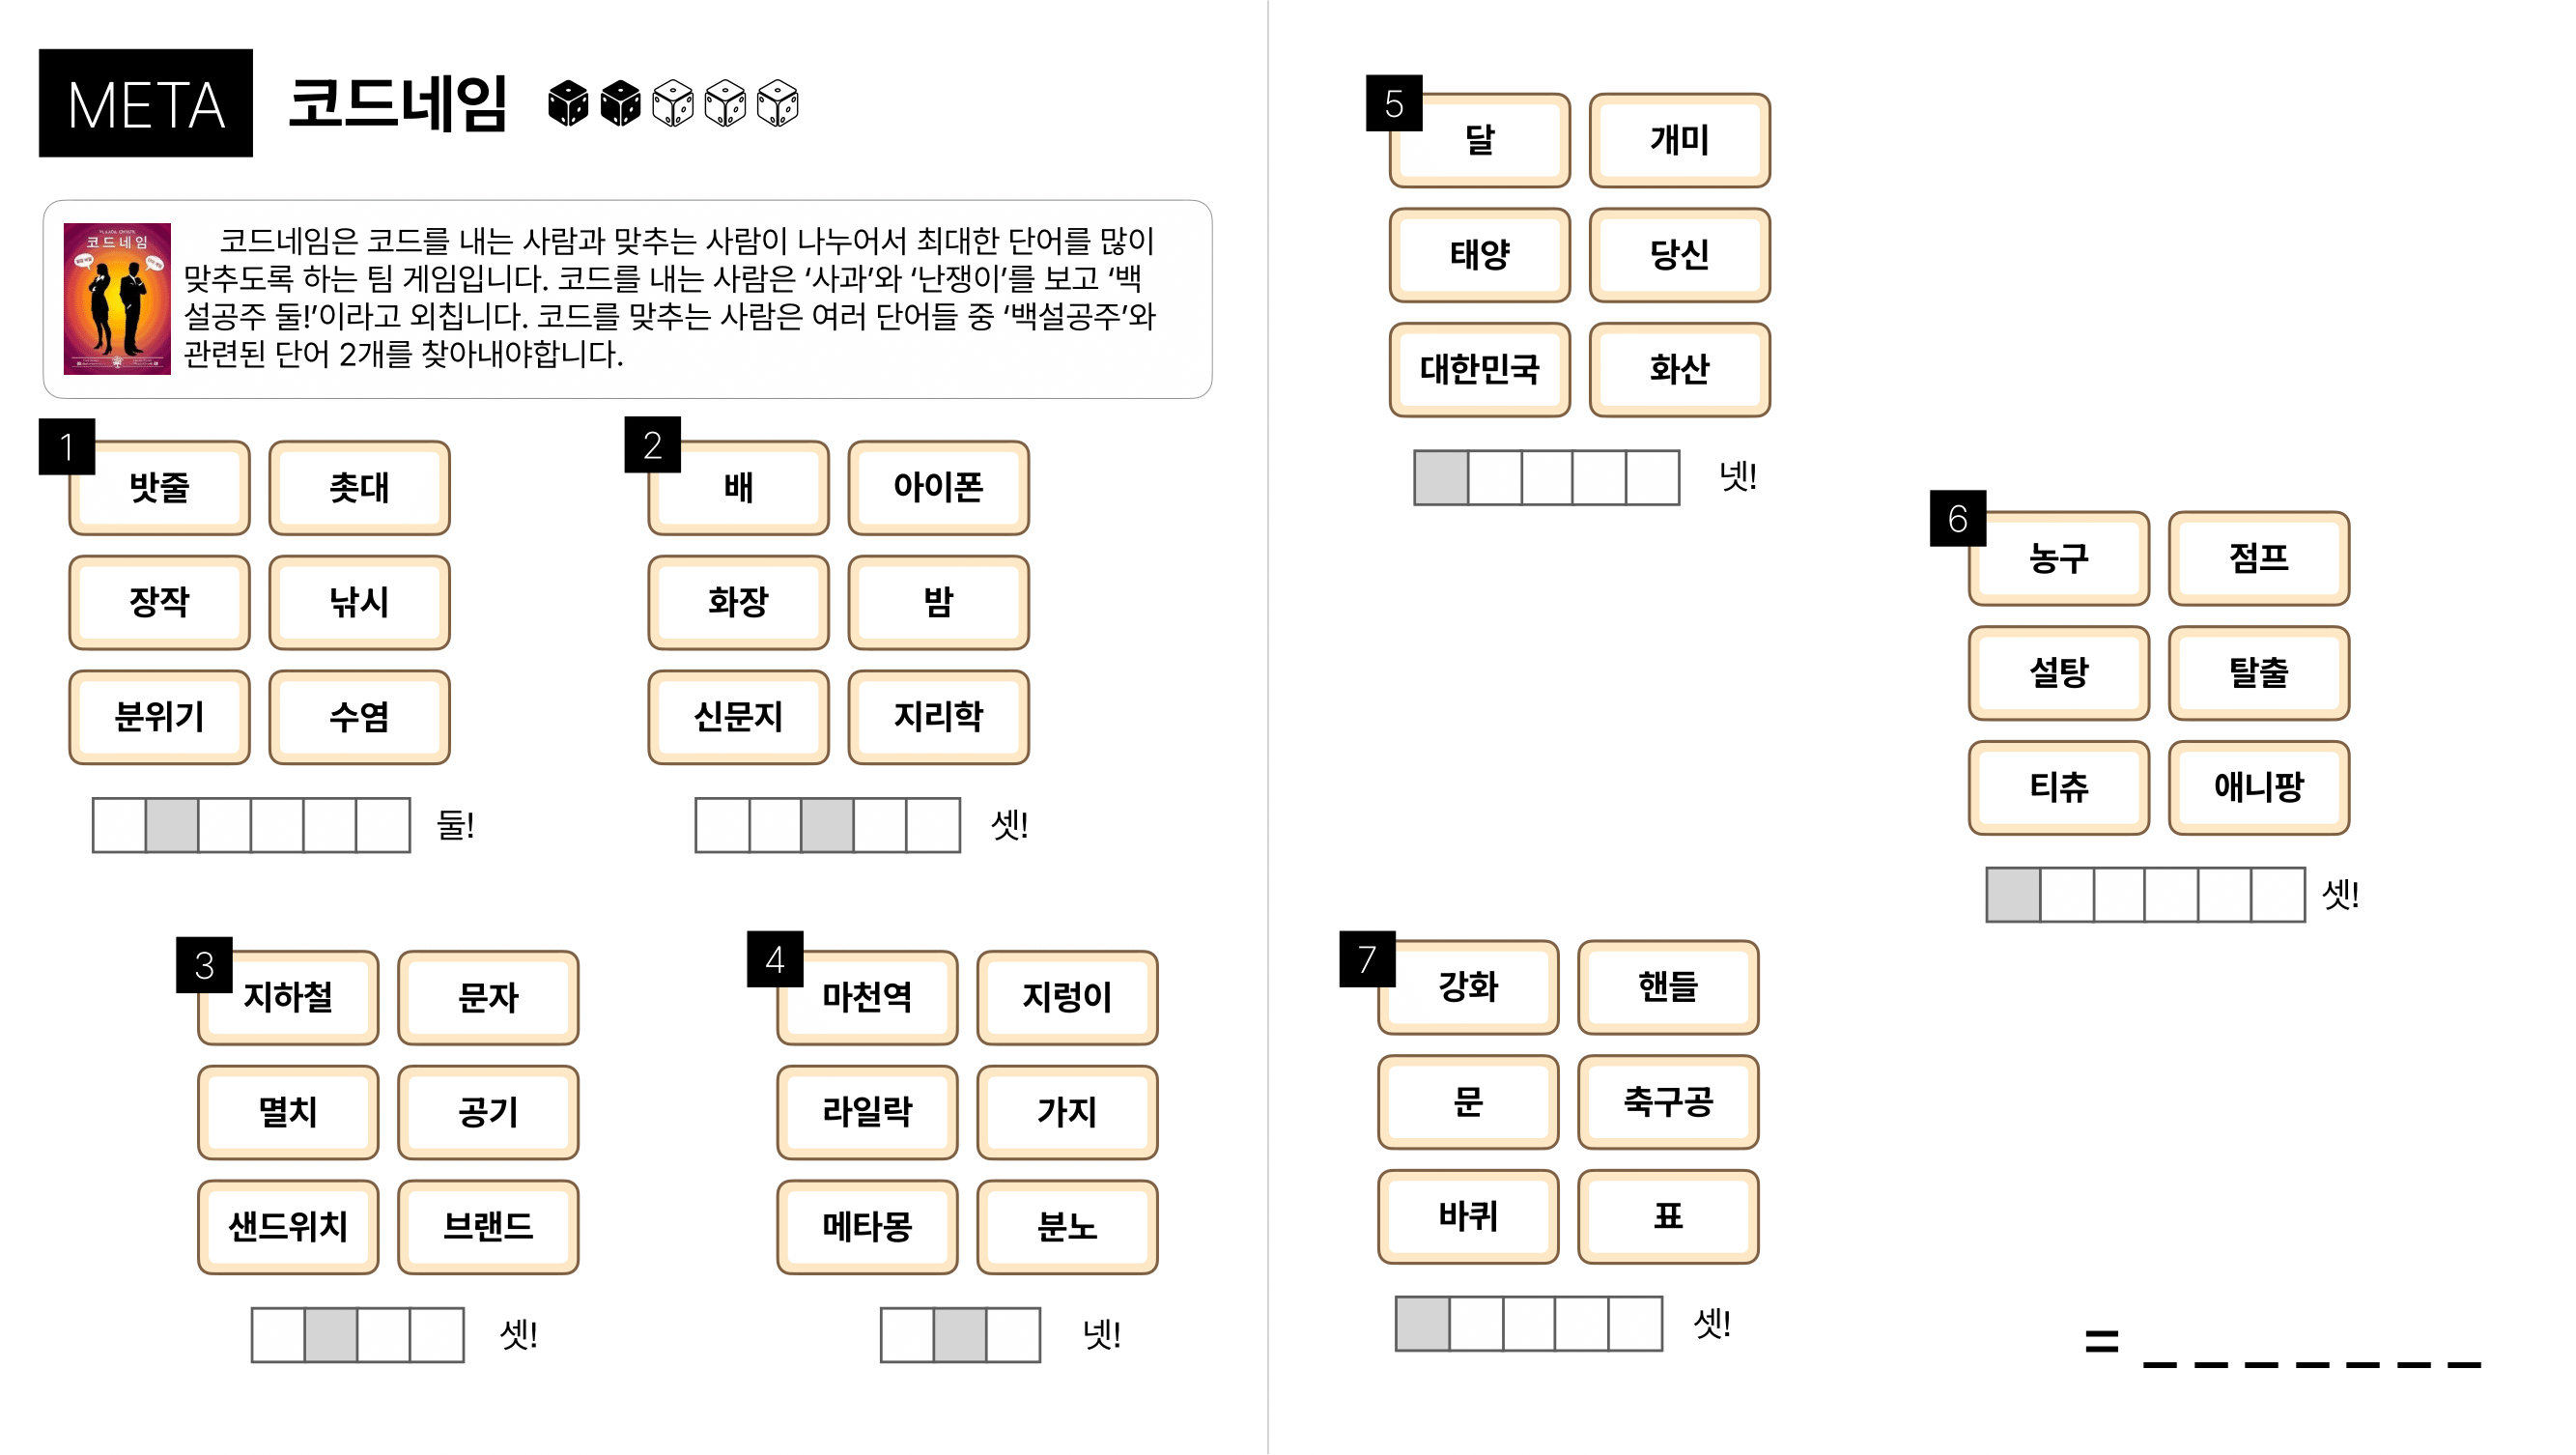 META 코드네임
코드네임
코드네임은 코드를 내는 사람과 맞추는 사람이 나누어서 최대한 단어를 많이
맞추도록 하는 팀 게임입니다. 코드를 내는 사람은 ‘사과’와 ‘난쟁이’를 보고 ‘백
설공주 둘!’이라고 외칩니다. 코드를 맞추는 사람은 여러 단어들 중 ‘백설공주’와
관련된 단어 2개를 찾아내야합니다.
1
밧줄 촛대
장작 낚시
분위기 수염
둘!
2
배 아이폰
화장 밤
신문지 지리학
셋!
3
지하철 문자
멸치 공기
샌드위치 브랜드
셋!
4
마천역 지렁이
라일락 가지
메타몽 분노
넷!
5
달 개미
태양 당신
대한민국 화산
넷!
6
농구 점프
설탕 탈출
티츄 애니팡
셋!
7
강화 핸들
문 축구공
바퀴 표
셋!
= _ _ _ _ _ _ _